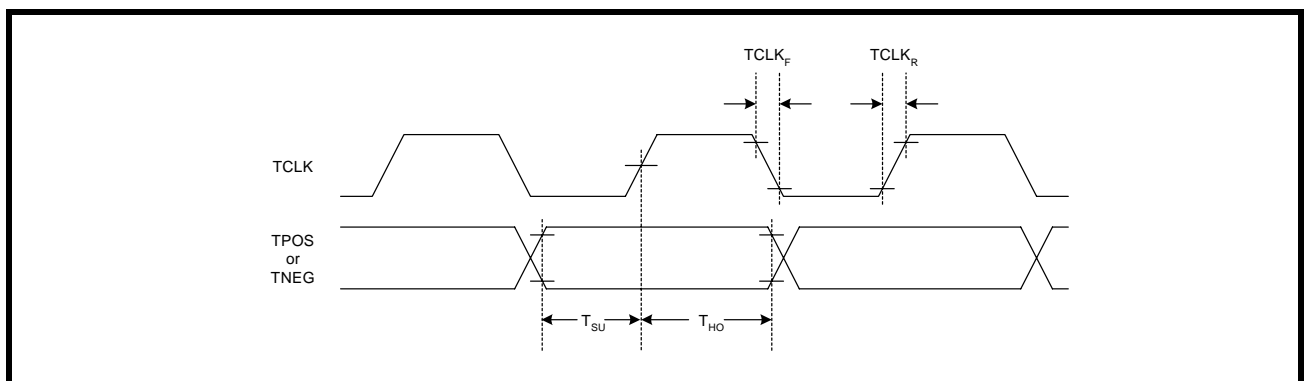 TCLKF TCLKR
TCLK
TPOS
or
TNEG
TSU THO